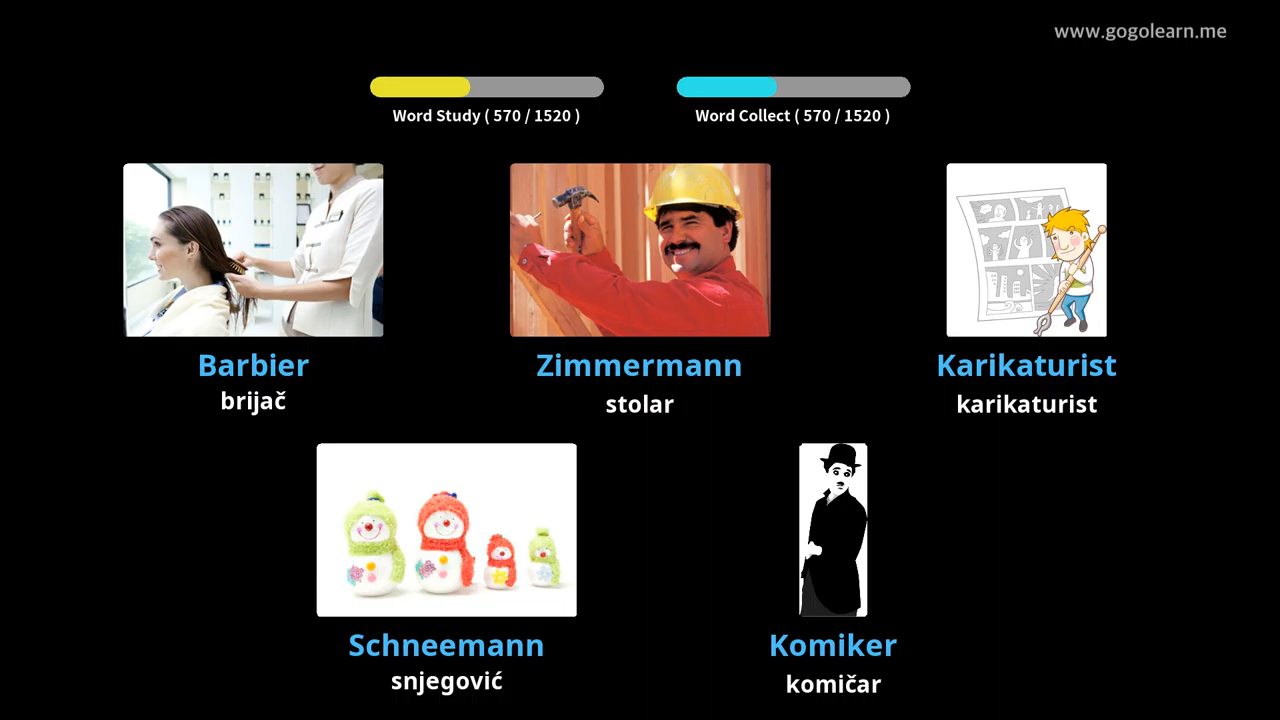 www.gogolearn.me
Word Study ( 570 / 1520 )
Word Collect ( 570 / 1520 )
Barbier
brijač
Zimmermann
stolar
Karikaturist
karikaturist
Schneemann
snjegović
Komiker
komičar